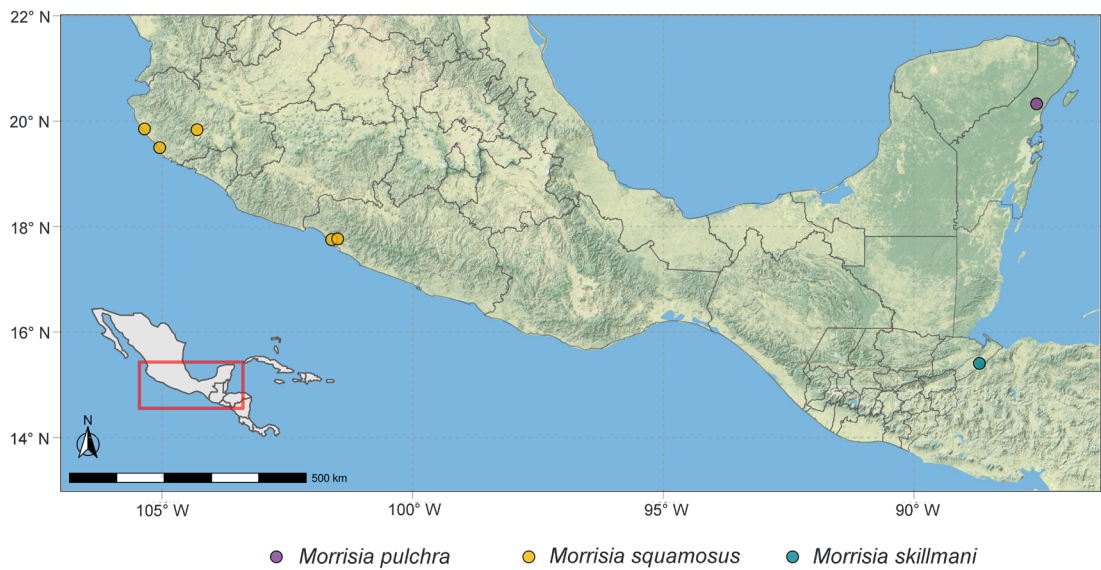 22° N
20° N
18° N
16° N
14° N
N
500 km
105° W
100° W
95° W
90° W
Morrisia pulchra
Morrisia squamosus
Morrisia skillmani